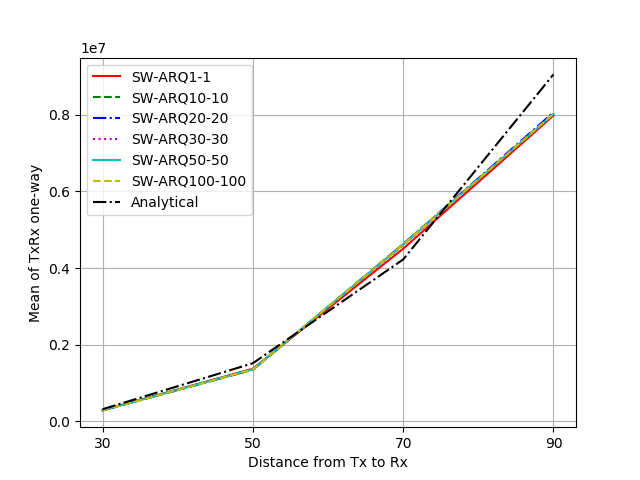 1e7
SW-ARQ1-1
SW-ARQ10-10
SW-ARQ20-20
SW-ARQ30-30
SW-ARQ50-50
SW-ARQ100-100
Analytical
Mean of TxRx one-way
0.8
0.6
0.4
0.2
0.0
30 50 70 90
Distance from Tx to Rx